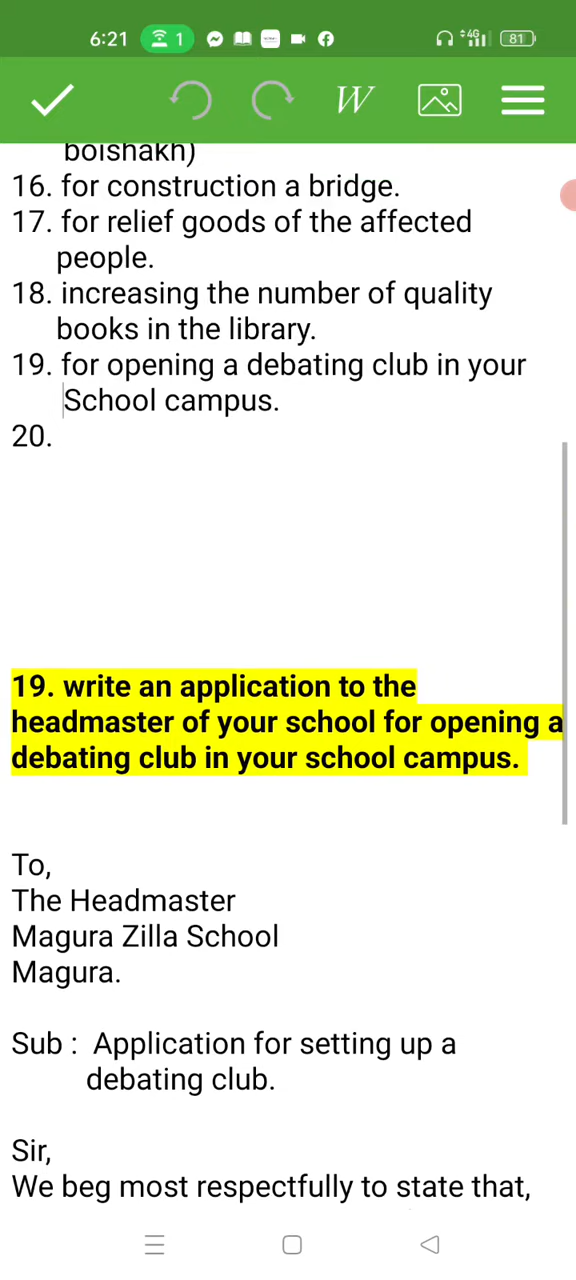 6:21 1 4G 81
W
boishakh)
16. for construction a bridge.
17. for relief goods of the affected
people.
18. increasing the number of quality
books in the library.
19. for opening a debating club in your
School campus.
20.
19. write an application to the
headmaster of your school for opening a
debating club in your school campus.
To,
The Headmaster
Magura Zilla School
Magura.
Sub : Application for setting up a
debating club.
Sir,
We beg most respectfully to state that,